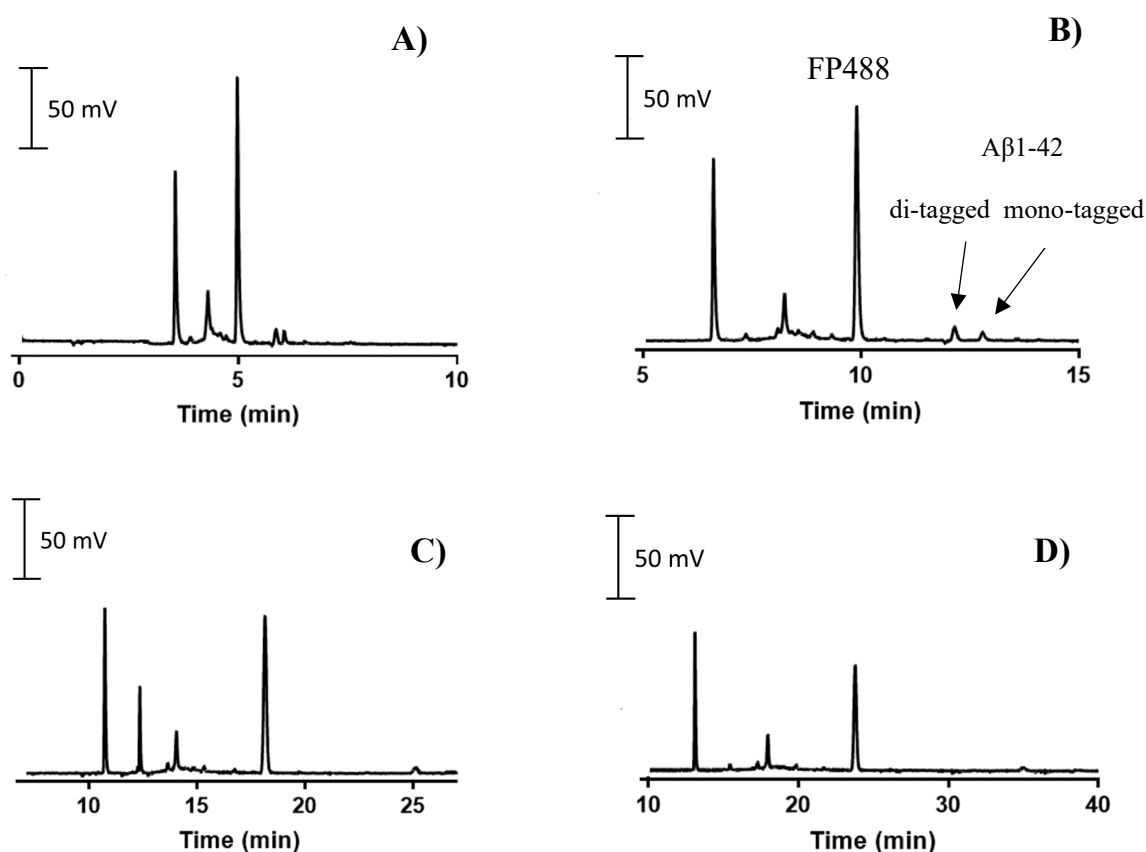 A)
50 mV
0 5 10
Time (min)
B)
50 mV
FP488
Aβ1-42
di-tagged mono-tagged
5 10 15
Time (min)
C)
50 mV
10 15 20 25
Time (min)
D)
50 mV
10 20 30 40
Time (min)